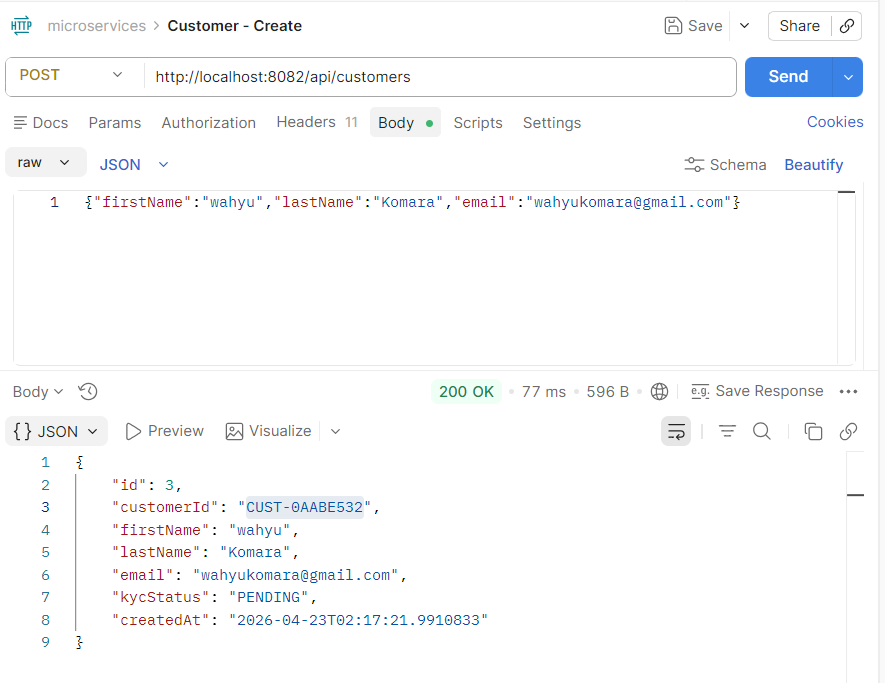 HTTP microservices > Customer - Create Save Share
POST http://localhost:8082/api/customers Send
Docs Params Authorization Headers 11 Body Scripts Settings Cookies
raw JSON Schema Beautify
1 {"firstName":"wahyu","lastName":"Komara","email":"wahyukomara@gmail.com"}
Body 200 OK • 77 ms • 596 B • e.g. Save Response •••
{} JSON Preview Visualize
1 {
2 "id": 3,
3 "customerId": "CUST-0AABE532",
4 "firstName": "wahyu",
5 "lastName": "Komara",
6 "email": "wahyukomara@gmail.com",
7 "kycStatus": "PENDING",
8 "createdAt": "2026-04-23T02:17:21.9910833"
9 }